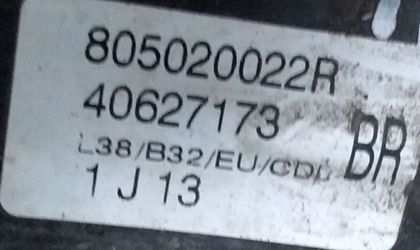 805020022R
40627173
L38/B32/EU/CDL
BR
1 J 13